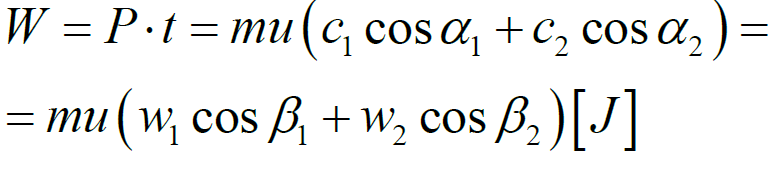 W = P·t = mu(c₁ cos α₁ + c₂ cos α₂) =
= mu(w₁ cos β₁ + w₂ cos β₂)[J]